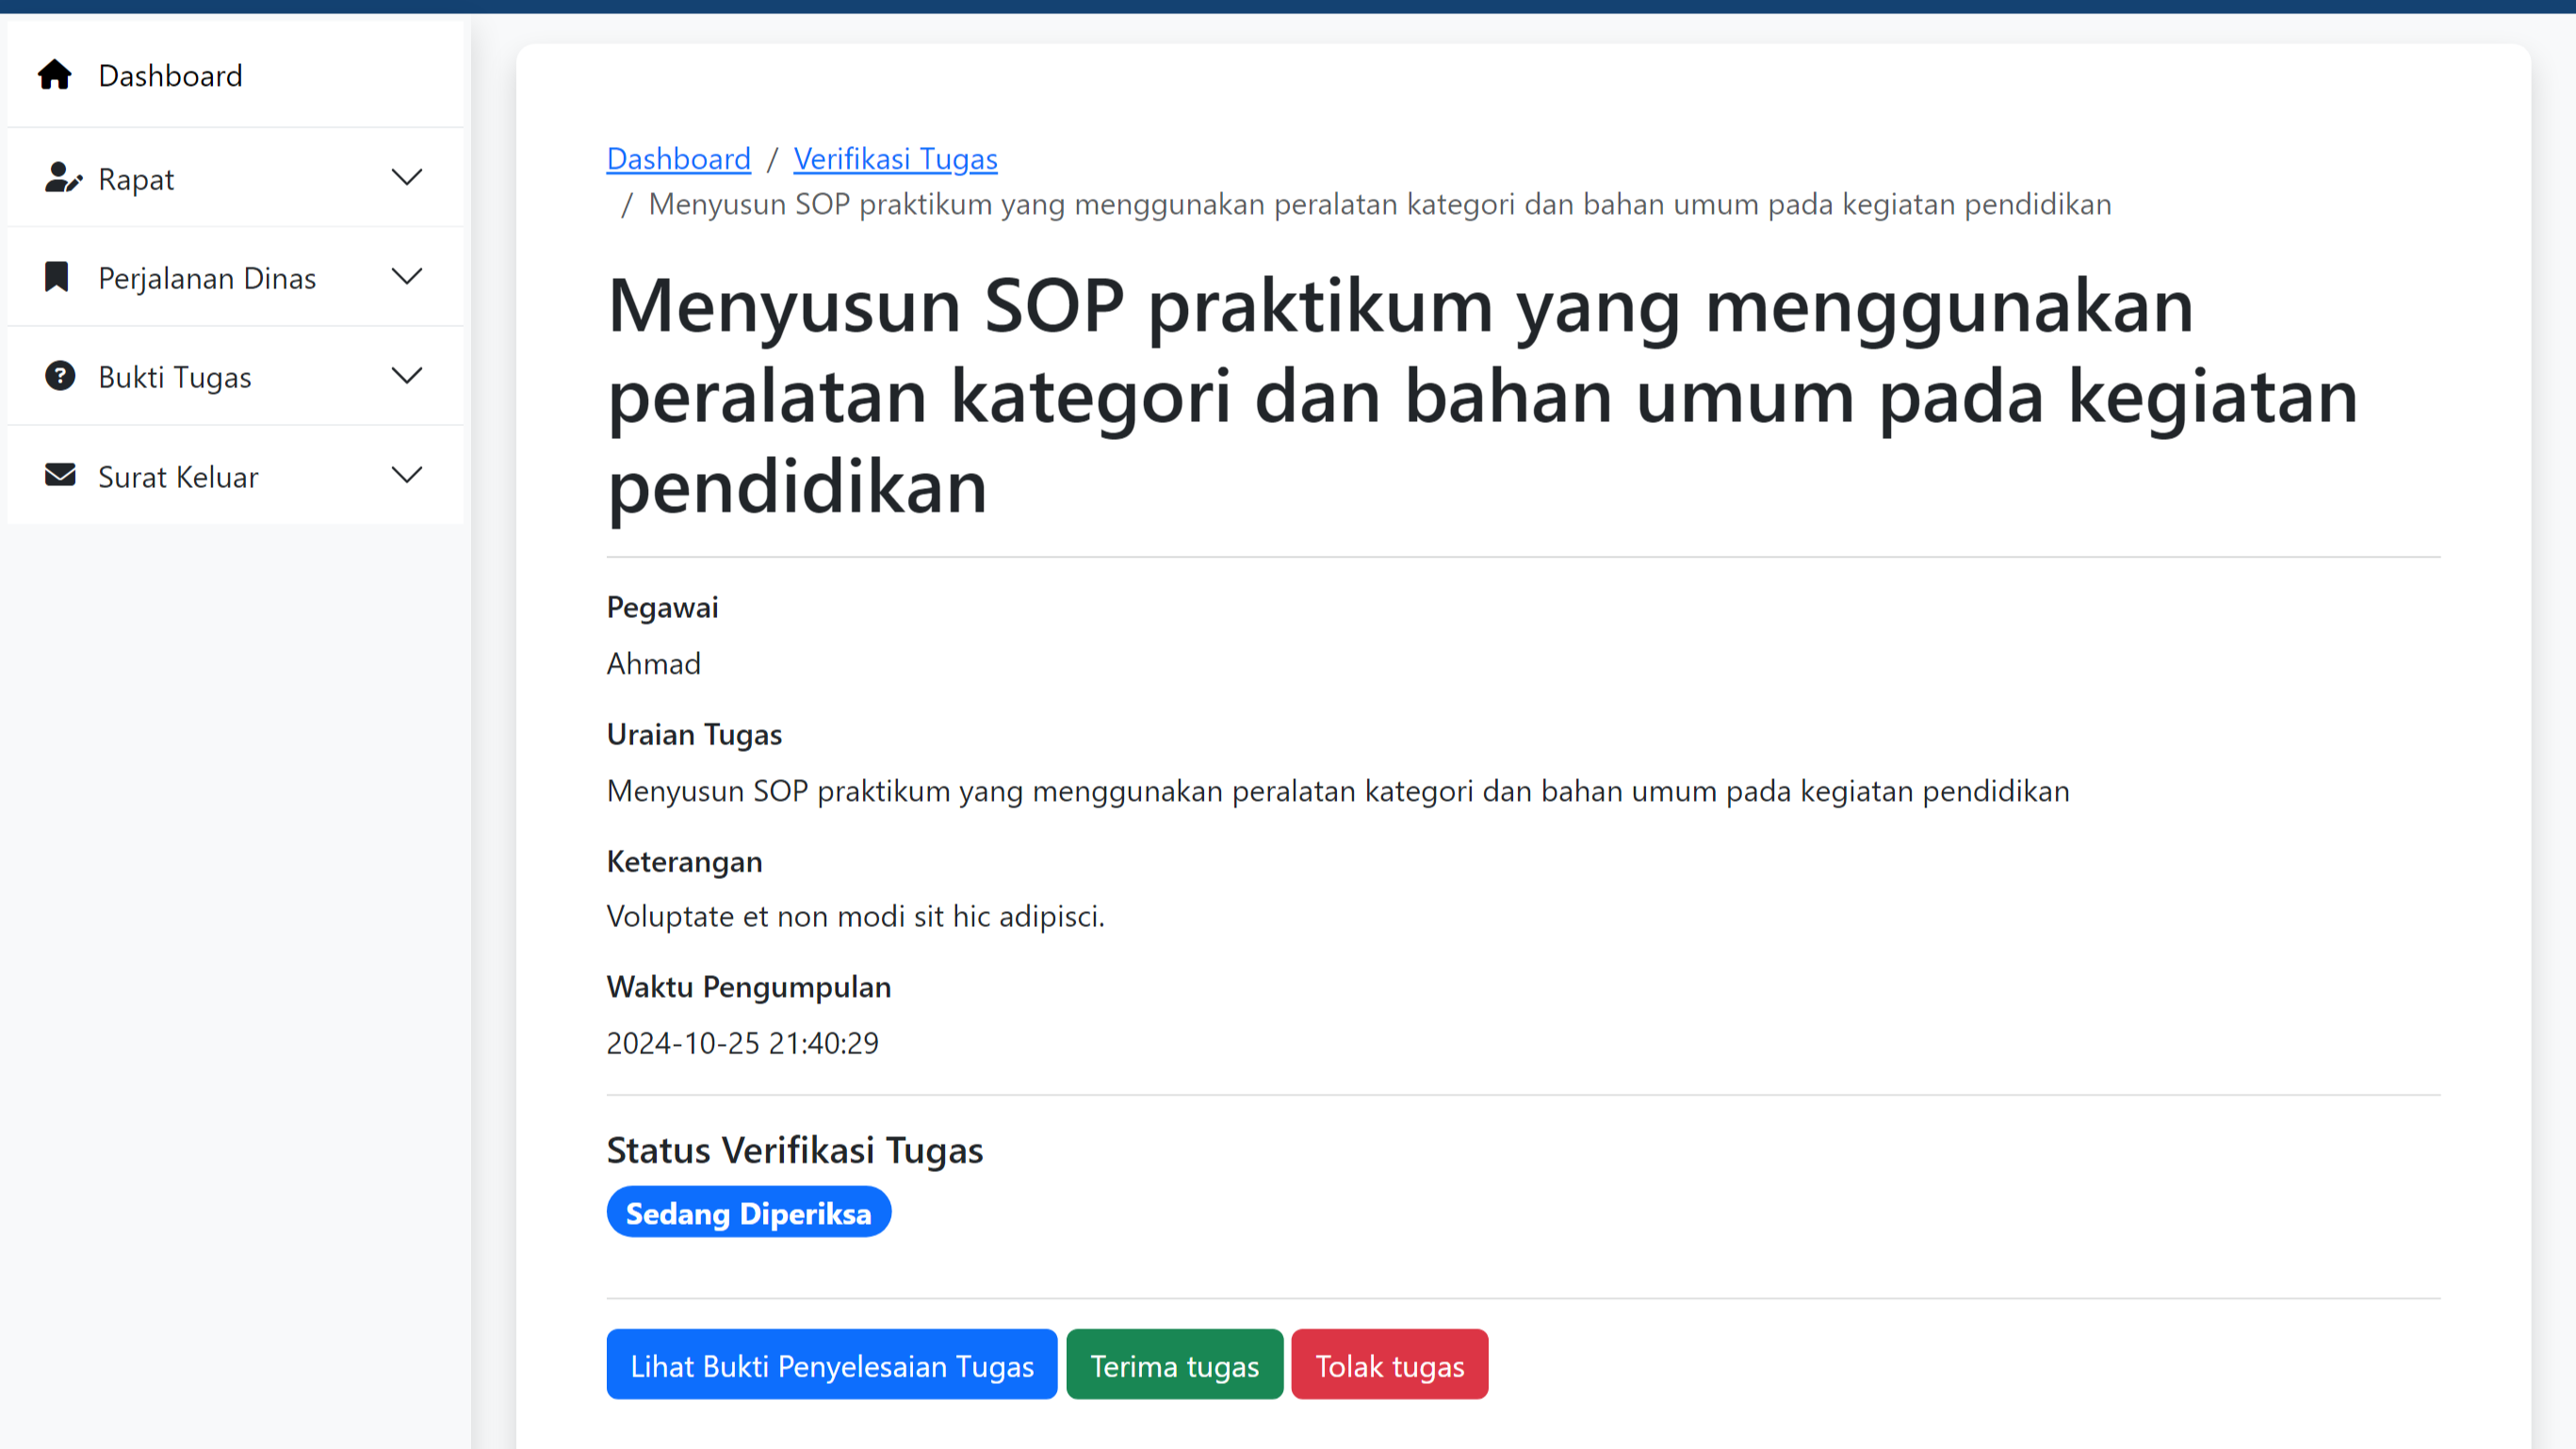 Dashboard
Rapat
Perjalanan Dinas
Bukti Tugas
Surat Keluar
Dashboard / Verifikasi Tugas
/ Menyusun SOP praktikum yang menggunakan peralatan kategori dan bahan umum pada kegiatan pendidikan
Menyusun SOP praktikum yang menggunakan
peralatan kategori dan bahan umum pada kegiatan
pendidikan
Pegawai
Ahmad
Uraian Tugas
Menyusun SOP praktikum yang menggunakan peralatan kategori dan bahan umum pada kegiatan pendidikan
Keterangan
Voluptate et non modi sit hic adipisci.
Waktu Pengumpulan
2024-10-25 21:40:29
Status Verifikasi Tugas
Sedang Diperiksa
Lihat Bukti Penyelesaian Tugas Terima tugas Tolak tugas